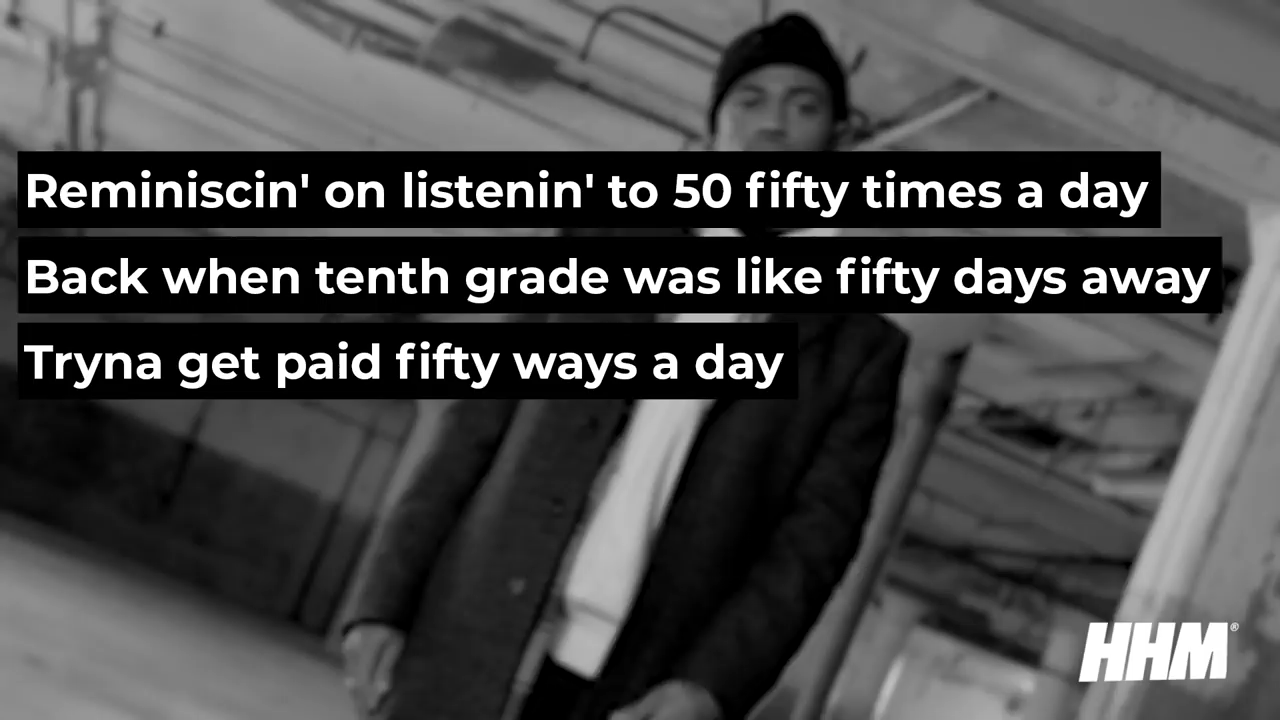 Reminiscin' on listenin' to 50 fifty times a day
Back when tenth grade was like fifty days away
Tryna get paid fifty ways a day
HHM®